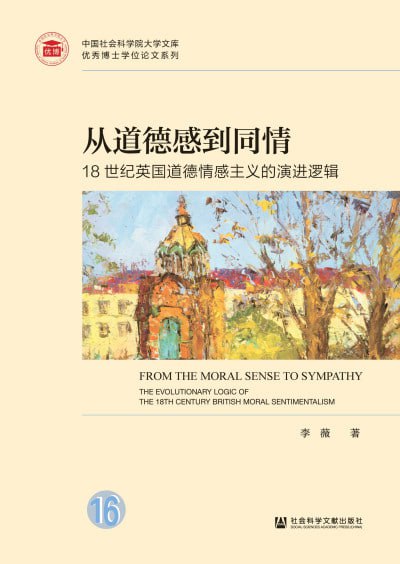 优博
中国社会科学院大学文库
优秀博士学位论文系列
从道德感到同情
18世纪英国道德情感主义的演进逻辑
FROM THE MORAL SENSE TO SYMPATHY
THE EVOLUTIONARY LOGIC OF
THE 18TH CENTURY BRITISH MORAL SENTIMENTALISM
李 薇 著
16
社会科学文献出版社
SOCIAL SCIENCES ACADEMIC PRESS (CHINA)